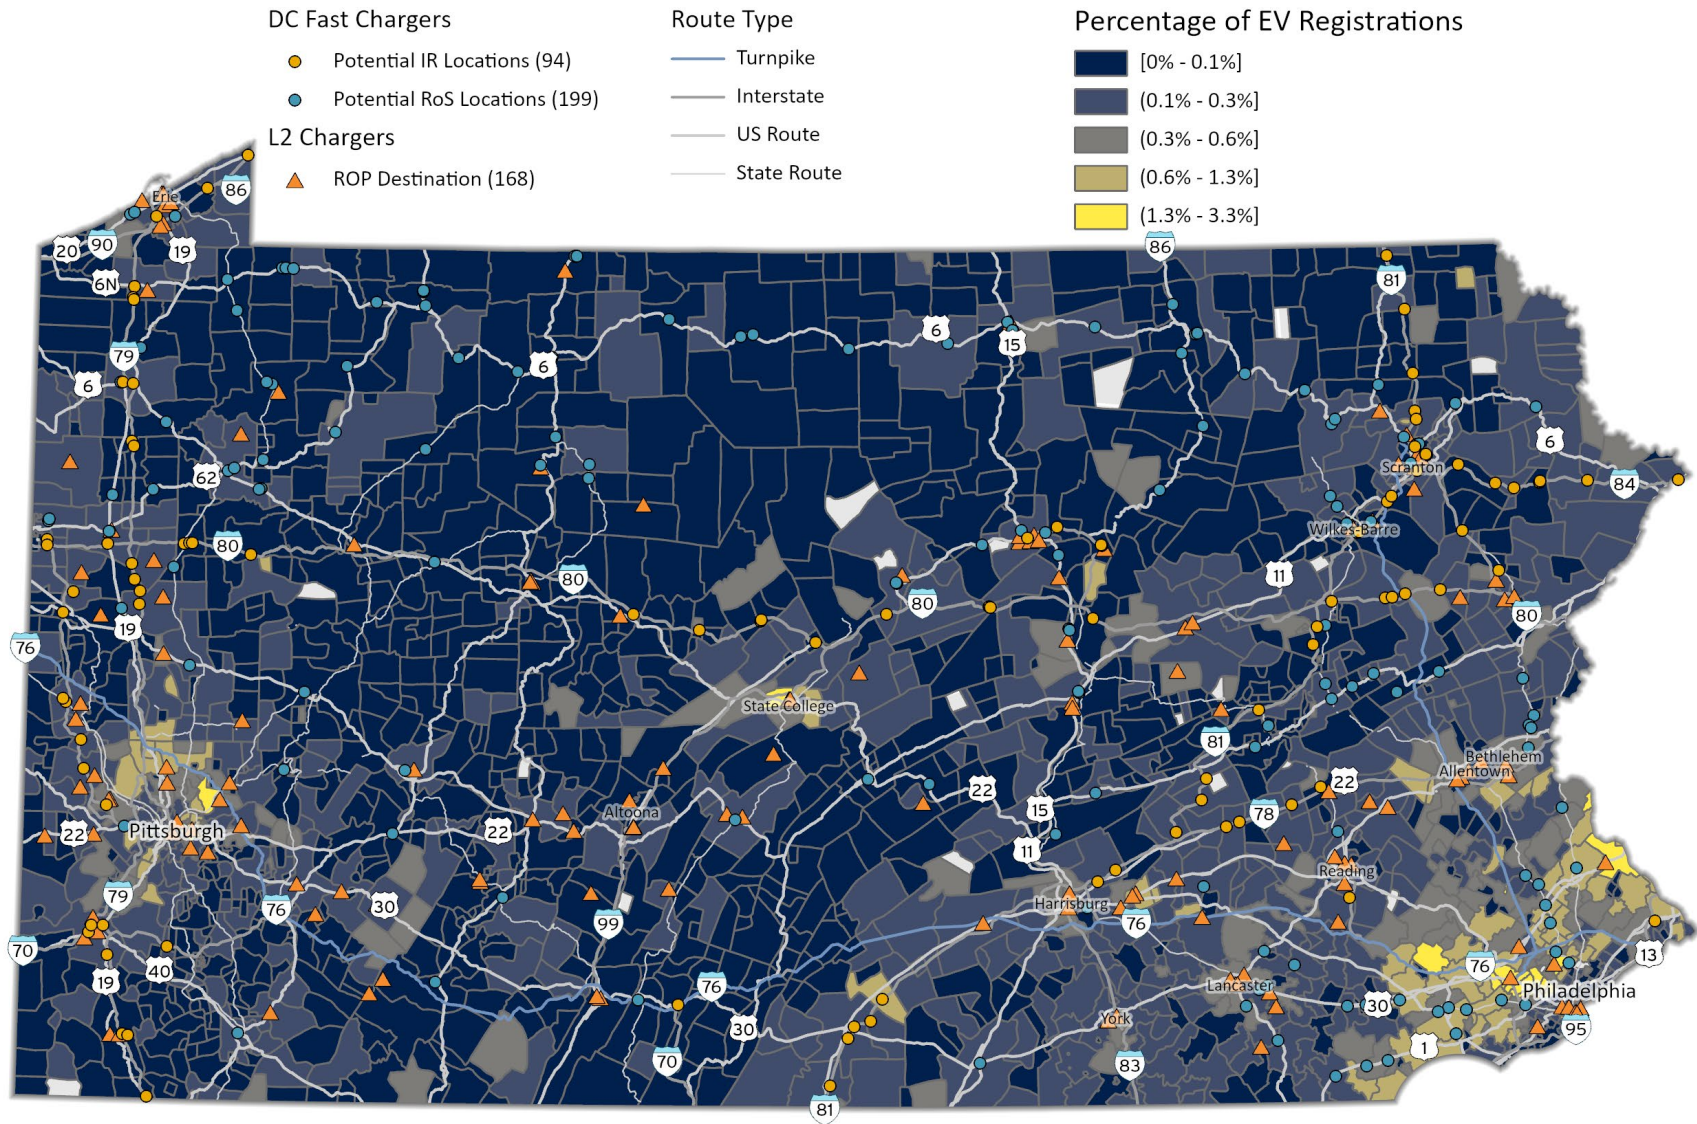 DC Fast Chargers
Potential IR Locations (94)
Potential RoS Locations (199)
L2 Chargers
ROP Destination (168)
Route Type
Turnpike
Interstate
US Route
State Route
Percentage of EV Registrations
[0% - 0.1%]
(0.1% - 0.3%]
(0.3% - 0.6%]
(0.6% - 1.3%]
(1.3% - 3.3%]
Erie
86
20
90
19
6N
86
81
79
6
6
6
15
6
62
Scranton
84
80
Wilkes-Barre
80
11
80
80
19
76
State College
81
Bethlehem
Allentown
22
22
15
78
Altoona
22
Pittsburgh
22
11
Reading
79
76
30
Harrisburg
76
99
70
40
19
76
13
76
Lancaster
30
Philadelphia
York
30
95
1
70
83
81